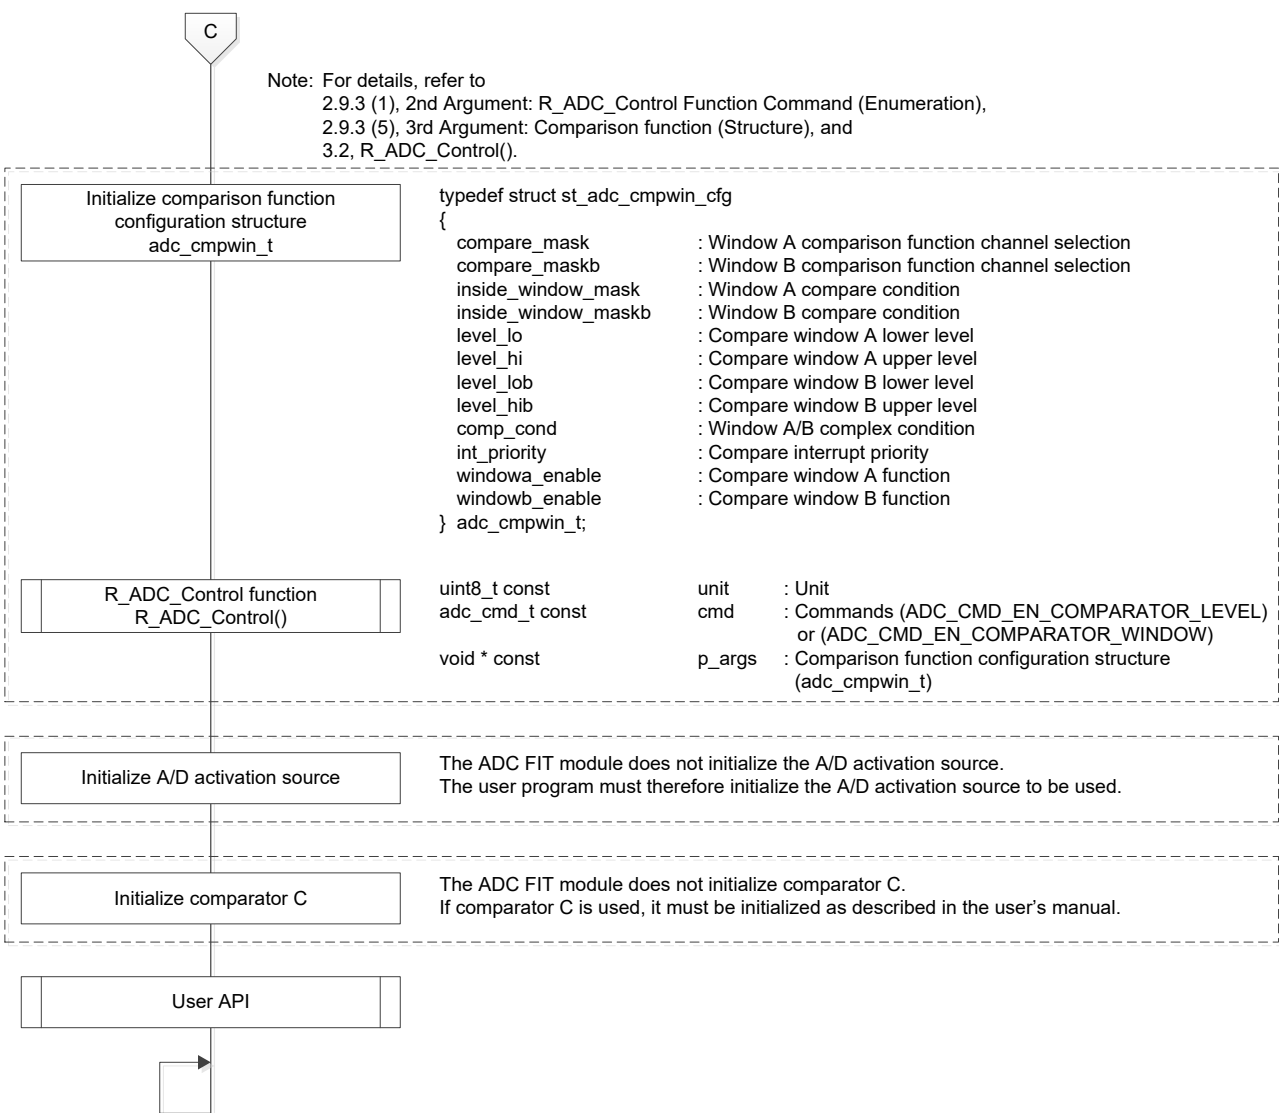 C
Note: For details, refer to
2.9.3 (1), 2nd Argument: R_ADC_Control Function Command (Enumeration),
2.9.3 (5), 3rd Argument: Comparison function (Structure), and
3.2, R_ADC_Control().
Initialize comparison function
configuration structure
adc_cmpwin_t
typedef struct st_adc_cmpwin_cfg
{
compare_mask : Window A comparison function channel selection
compare_maskb : Window B comparison function channel selection
inside_window_mask : Window A compare condition
inside_window_maskb : Window B compare condition
level_lo : Compare window A lower level
level_hi : Compare window A upper level
level_lob : Compare window B lower level
level_hib : Compare window B upper level
comp_cond : Window A/B complex condition
int_priority : Compare interrupt priority
windowa_enable : Compare window A function
windowb_enable : Compare window B function
} adc_cmpwin_t;
R_ADC_Control function
R_ADC_Control()
uint8_t const unit : Unit
adc_cmd_t const cmd : Commands (ADC_CMD_EN_COMPARATOR_LEVEL)
or (ADC_CMD_EN_COMPARATOR_WINDOW)
void * const p_args : Comparison function configuration structure
(adc_cmpwin_t)
Initialize A/D activation source
The ADC FIT module does not initialize the A/D activation source.
The user program must therefore initialize the A/D activation source to be used.
Initialize comparator C
The ADC FIT module does not initialize comparator C.
If comparator C is used, it must be initialized as described in the user’s manual.
User API